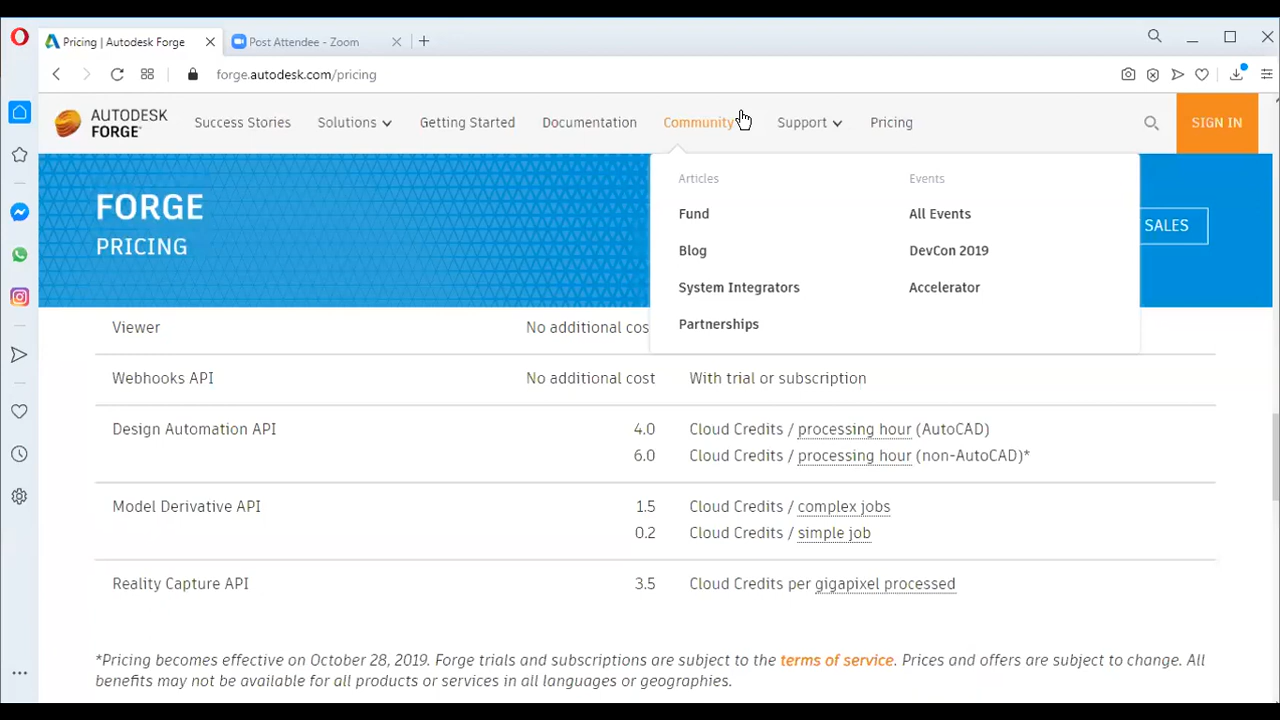 Pricing | Autodesk Forge
Post Attendee - Zoom
forge.autodesk.com/pricing
AUTODESK
FORGE
Success Stories
Solutions
Getting Started
Documentation
Community
Support
Pricing
SIGN IN
FORGE
PRICING
SALES
Articles
Events
Fund
All Events
Blog
DevCon 2019
System Integrators
Accelerator
Partnerships
Viewer No additional cost
Webhooks API No additional cost With trial or subscription
Design Automation API 4.0 Cloud Credits / processing hour (AutoCAD)
6.0 Cloud Credits / processing hour (non-AutoCAD)*
Model Derivative API 1.5 Cloud Credits / complex jobs
0.2 Cloud Credits / simple job
Reality Capture API 3.5 Cloud Credits per gigapixel processed
*Pricing becomes effective on October 28, 2019. Forge trials and subscriptions are subject to the terms of service. Prices and offers are subject to change. All
benefits may not be available for all products or services in all languages or geographies.